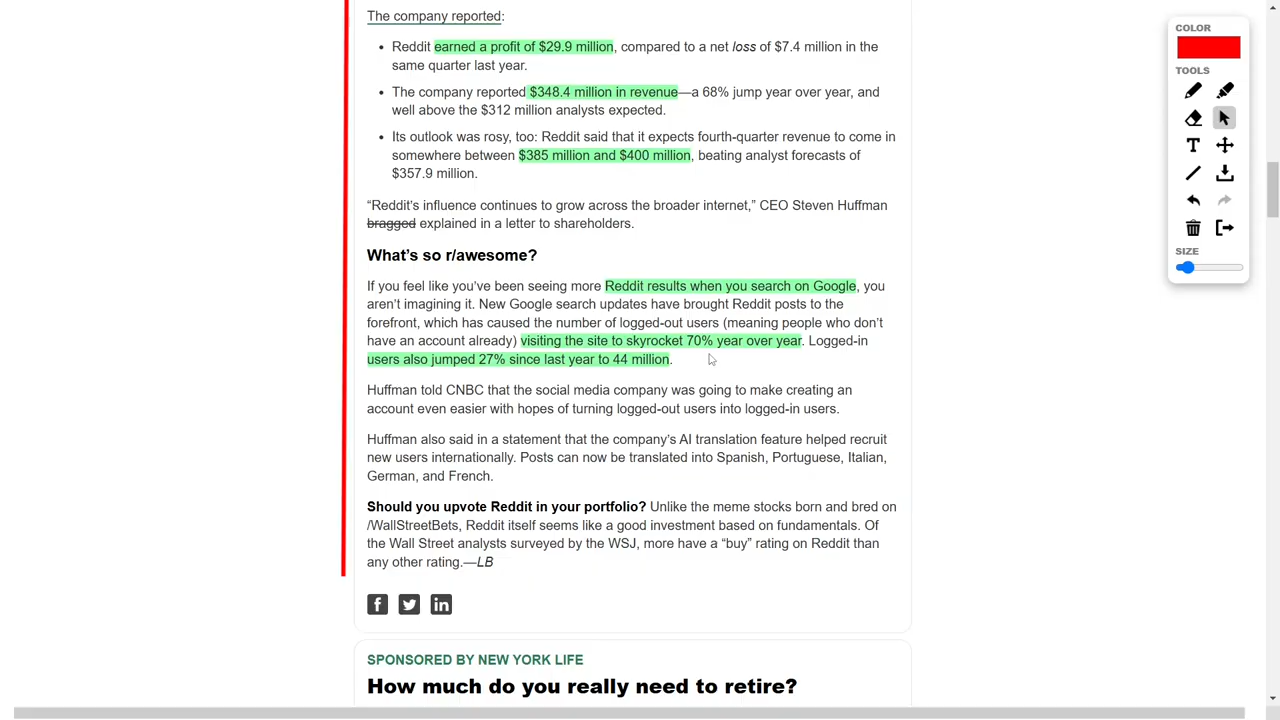 The company reported:
• Reddit earned a profit of $29.9 million, compared to a net loss of $7.4 million in the
same quarter last year.
• The company reported $348.4 million in revenue—a 68% jump year over year, and
well above the $312 million analysts expected.
• Its outlook was rosy, too: Reddit said that it expects fourth-quarter revenue to come in
somewhere between $385 million and $400 million, beating analyst forecasts of
$357.9 million.
“Reddit’s influence continues to grow across the broader internet,” CEO Steven Huffman
bragged explained in a letter to shareholders.
What’s so r/awesome?
If you feel like you’ve been seeing more Reddit results when you search on Google, you
aren’t imagining it. New Google search updates have brought Reddit posts to the
forefront, which has caused the number of logged-out users (meaning people who don’t
have an account already) visiting the site to skyrocket 70% year over year. Logged-in
users also jumped 27% since last year to 44 million.
Huffman told CNBC that the social media company was going to make creating an
account even easier with hopes of turning logged-out users into logged-in users.
Huffman also said in a statement that the company’s AI translation feature helped recruit
new users internationally. Posts can now be translated into Spanish, Portuguese, Italian,
German, and French.
Should you upvote Reddit in your portfolio? Unlike the meme stocks born and bred on
/WallStreetBets, Reddit itself seems like a good investment based on fundamentals. Of
the Wall Street analysts surveyed by the WSJ, more have a “buy” rating on Reddit than
any other rating.—LB
SPONSORED BY NEW YORK LIFE
How much do you really need to retire?
COLOR
TOOLS
SIZE